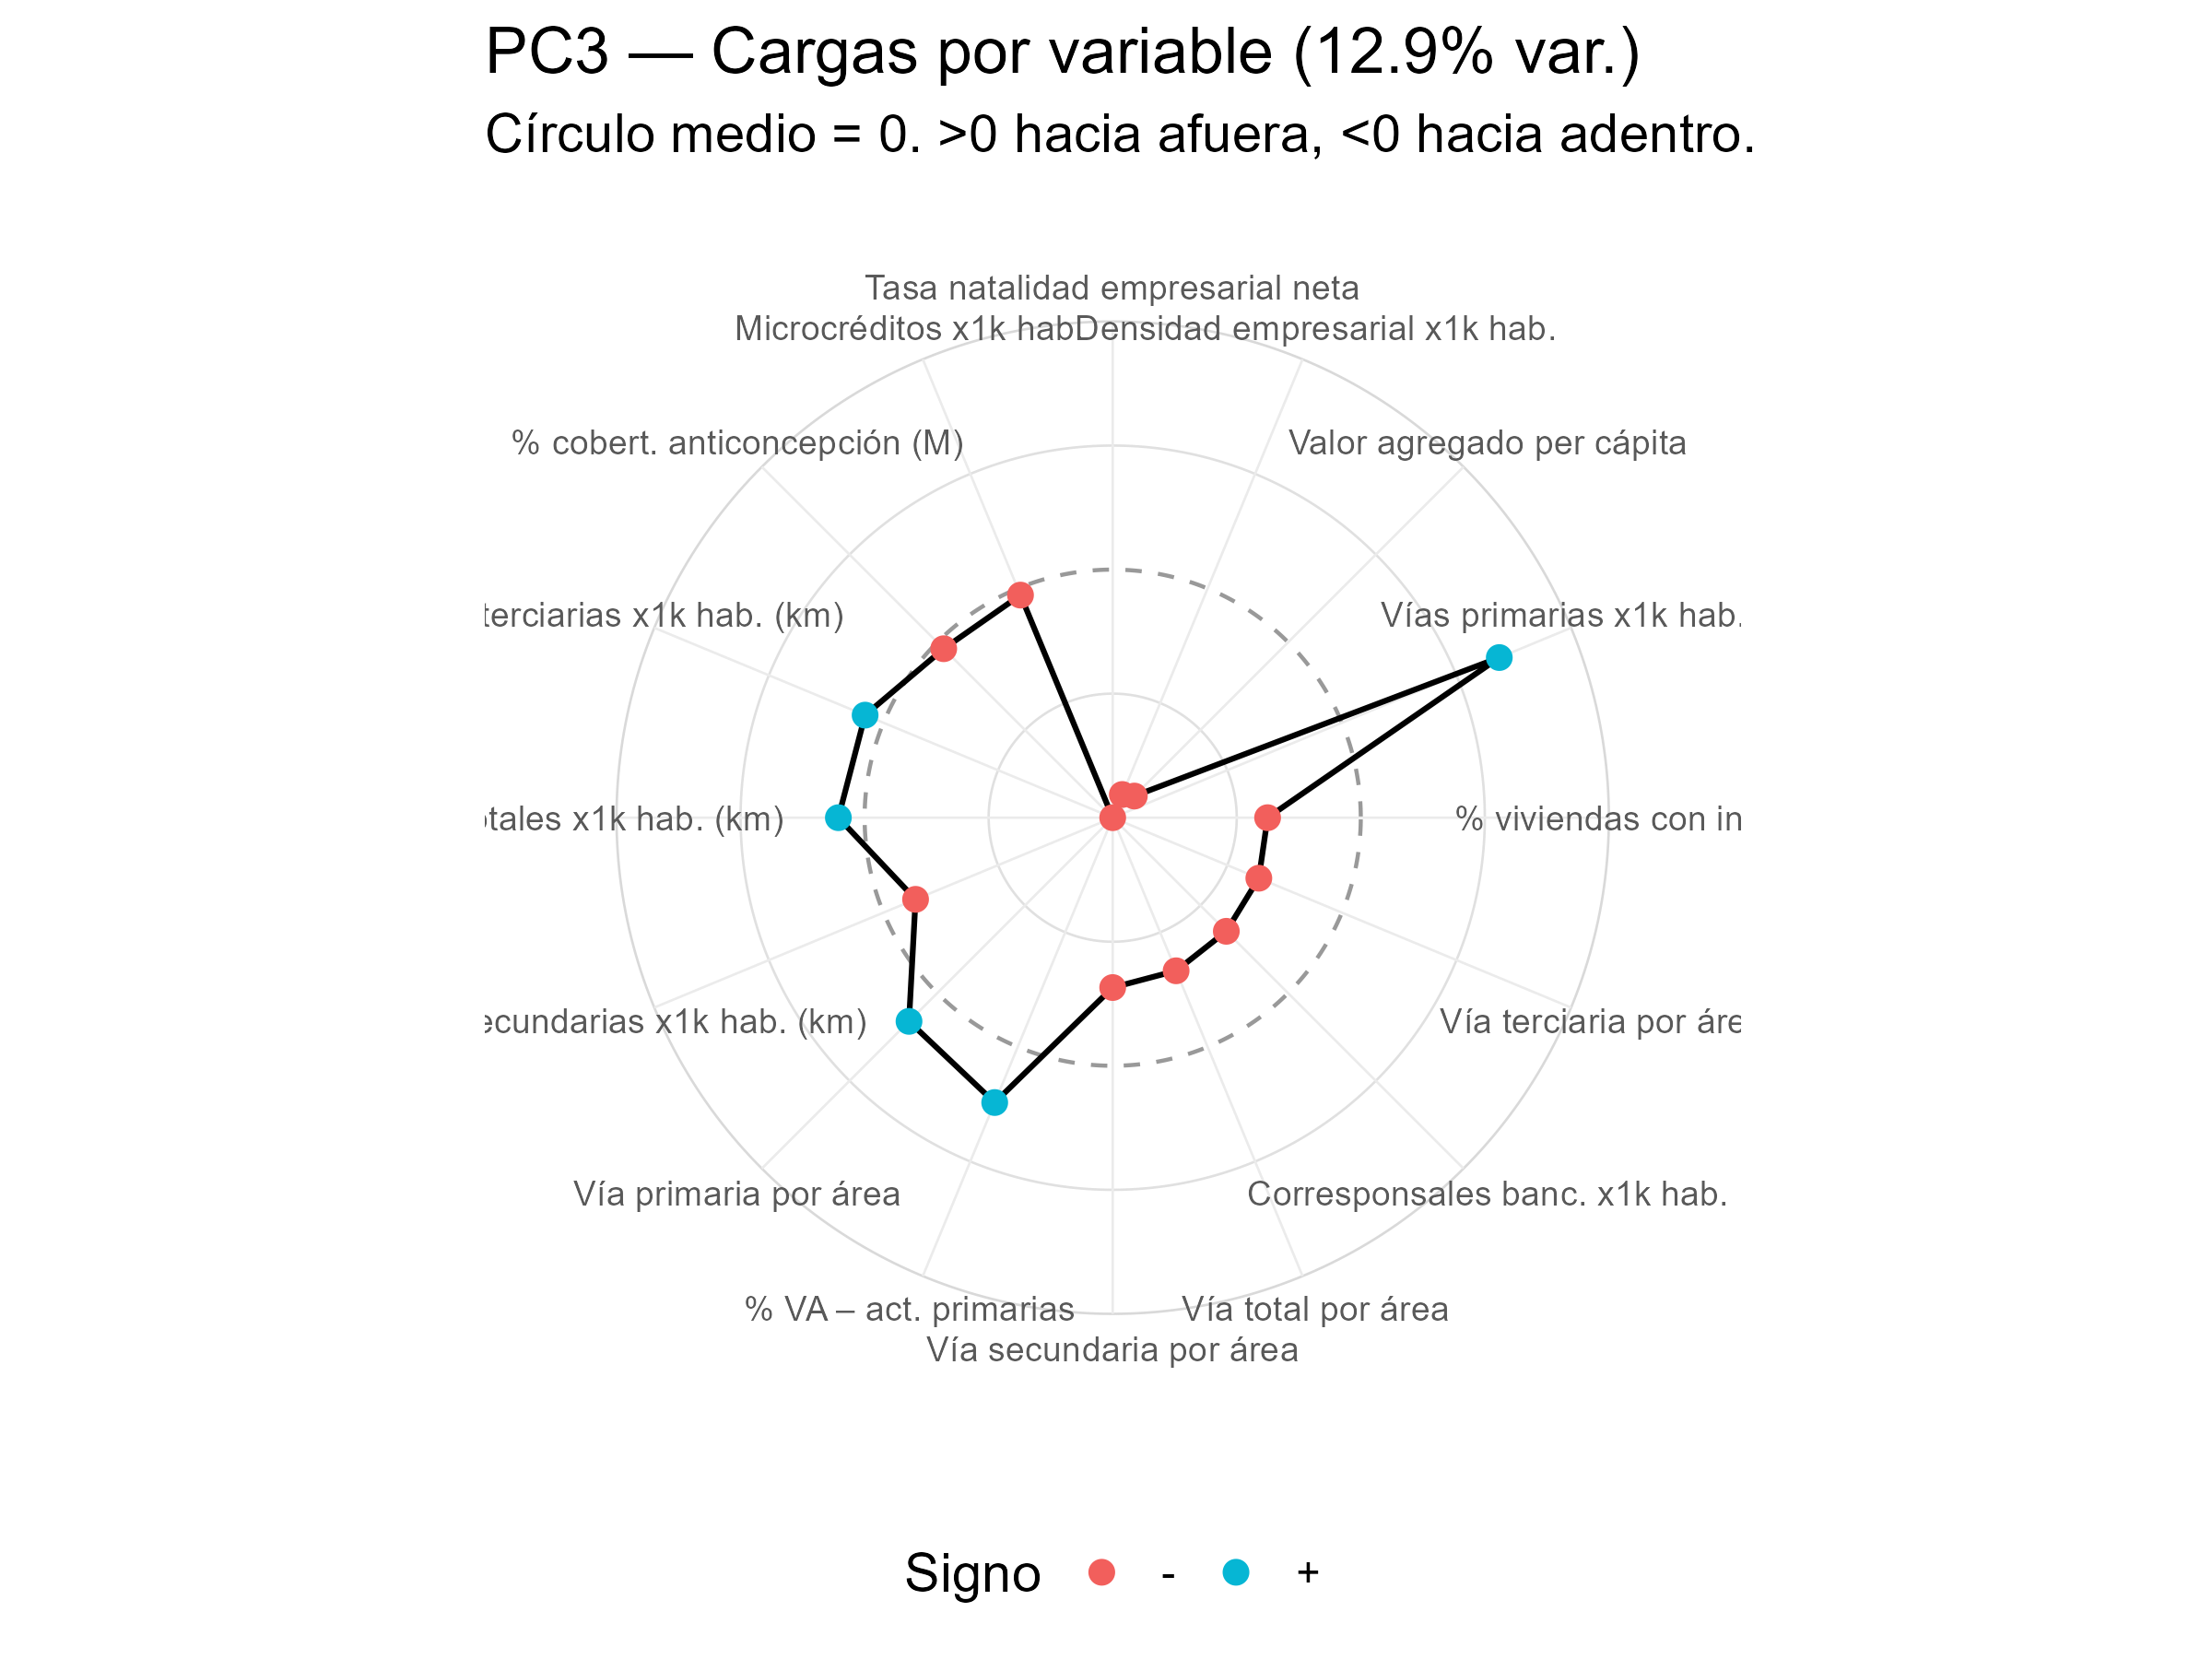 PC3 — Cargas por variable (12.9% var.)
Círculo medio = 0. >0 hacia afuera, <0 hacia adentro.
Tasa natalidad empresarial neta
Microcréditos x1k hab.
Densidad empresarial x1k hab.
% cobert. anticoncepción (M)
Valor agregado per cápita
terciarias x1k hab. (km)
Vías primarias x1k hab.
otales x1k hab. (km)
% viviendas con in
ecundarias x1k hab. (km)
Vía terciaria por áre
Vía primaria por área
Corresponsales banc. x1k hab.
% VA – act. primarias
Vía total por área
Vía secundaria por área
Signo - +